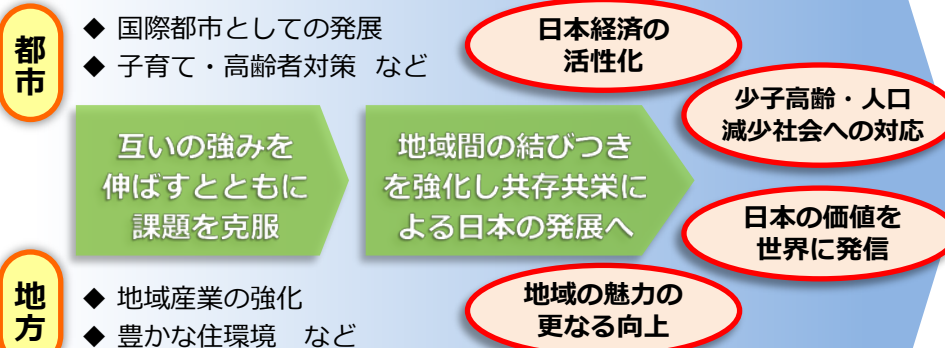 都市
◆ 国際都市としての発展
◆ 子育て・高齢者対策 など
日本経済の
活性化
少子高齢・人口
減少社会への対応
互いの強みを
伸ばすとともに
課題を克服
地域間の結びつき
を強化し共存共栄に
よる日本の発展へ
日本の価値を
世界に発信
地方
◆ 地域産業の強化
◆ 豊かな住環境 など
地域の魅力の
更なる向上